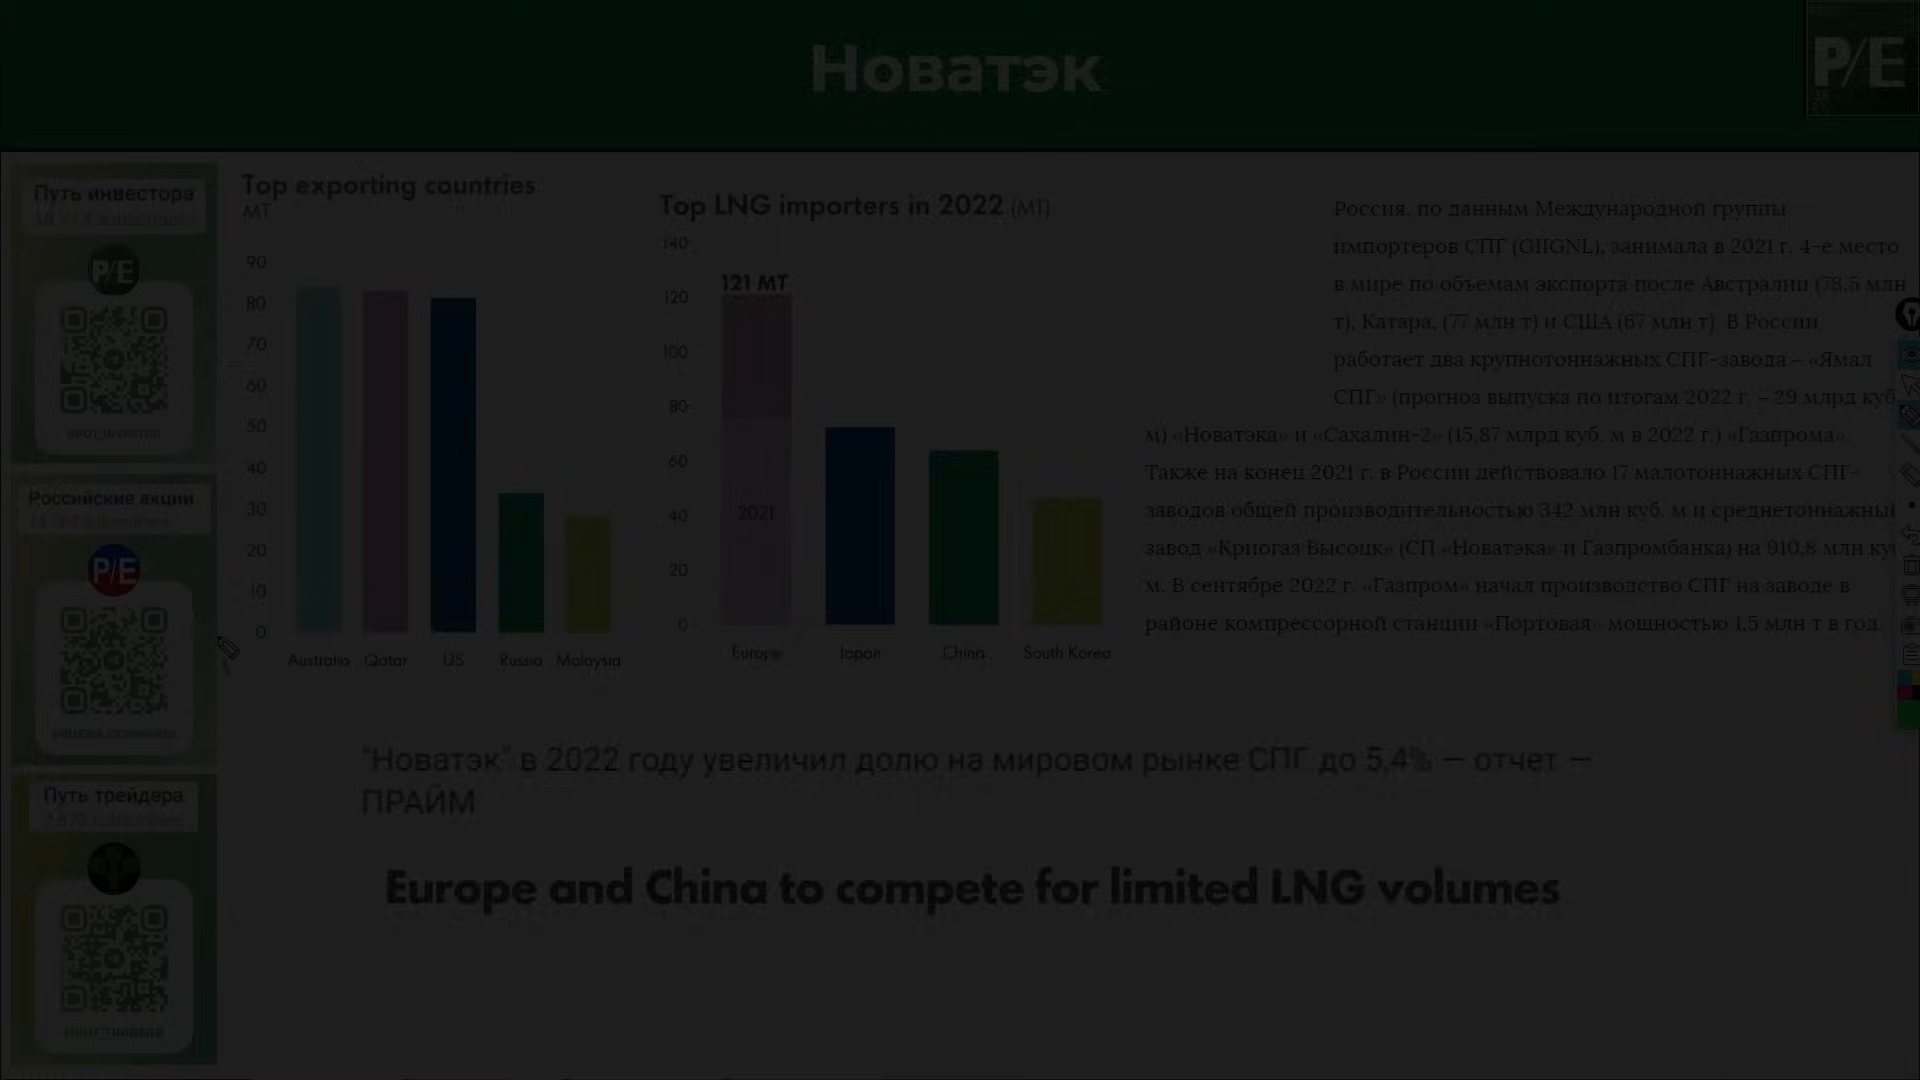 Новатэк
P/E
Путь инвестора
P/E
Российские акции
P/E
Путь трейдера
Top exporting countries
MT
90
80
70
60
50
40
30
20
10
0
Australia Qatar US Russia Malaysia
Top LNG importers in 2022 (MT)
140
121 MT
120
100
80
60
40
20
0
2021
Europe Japan China South Korea
Россия, по данным Международной группы
импортеров СПГ (GIIGNL), занимала в 2021 г. 4-е место
в мире по объемам экспорта после Австралии (78,5 млн
т), Катара, (77 млн т) и США (67 млн т). В России
работает два крупнотоннажных СПГ-завода – «Ямал
СПГ» (прогноз выпуска по итогам 2022 г. – 29 млрд куб
м) «Новатэка» и «Сахалин-2» (15,87 млрд куб. м в 2022 г.) «Газпрома».
Также на конец 2021 г. в России действовало 17 малотоннажных СПГ-
заводов общей производительностью 342 млн куб. м и среднетоннажный
завод «Криогаз Высоцк» (СП «Новатэка» и Газпромбанка) на 910,8 млн ку
м. В сентябре 2022 г. «Газпром» начал производство СПГ на заводе в
районе компрессорной станции «Портовая» мощностью 1,5 млн т в год.
"Новатэк" в 2022 году увеличил долю на мировом рынке СПГ до 5,4% — отчет —
ПРАЙМ
Europe and China to compete for limited LNG volumes